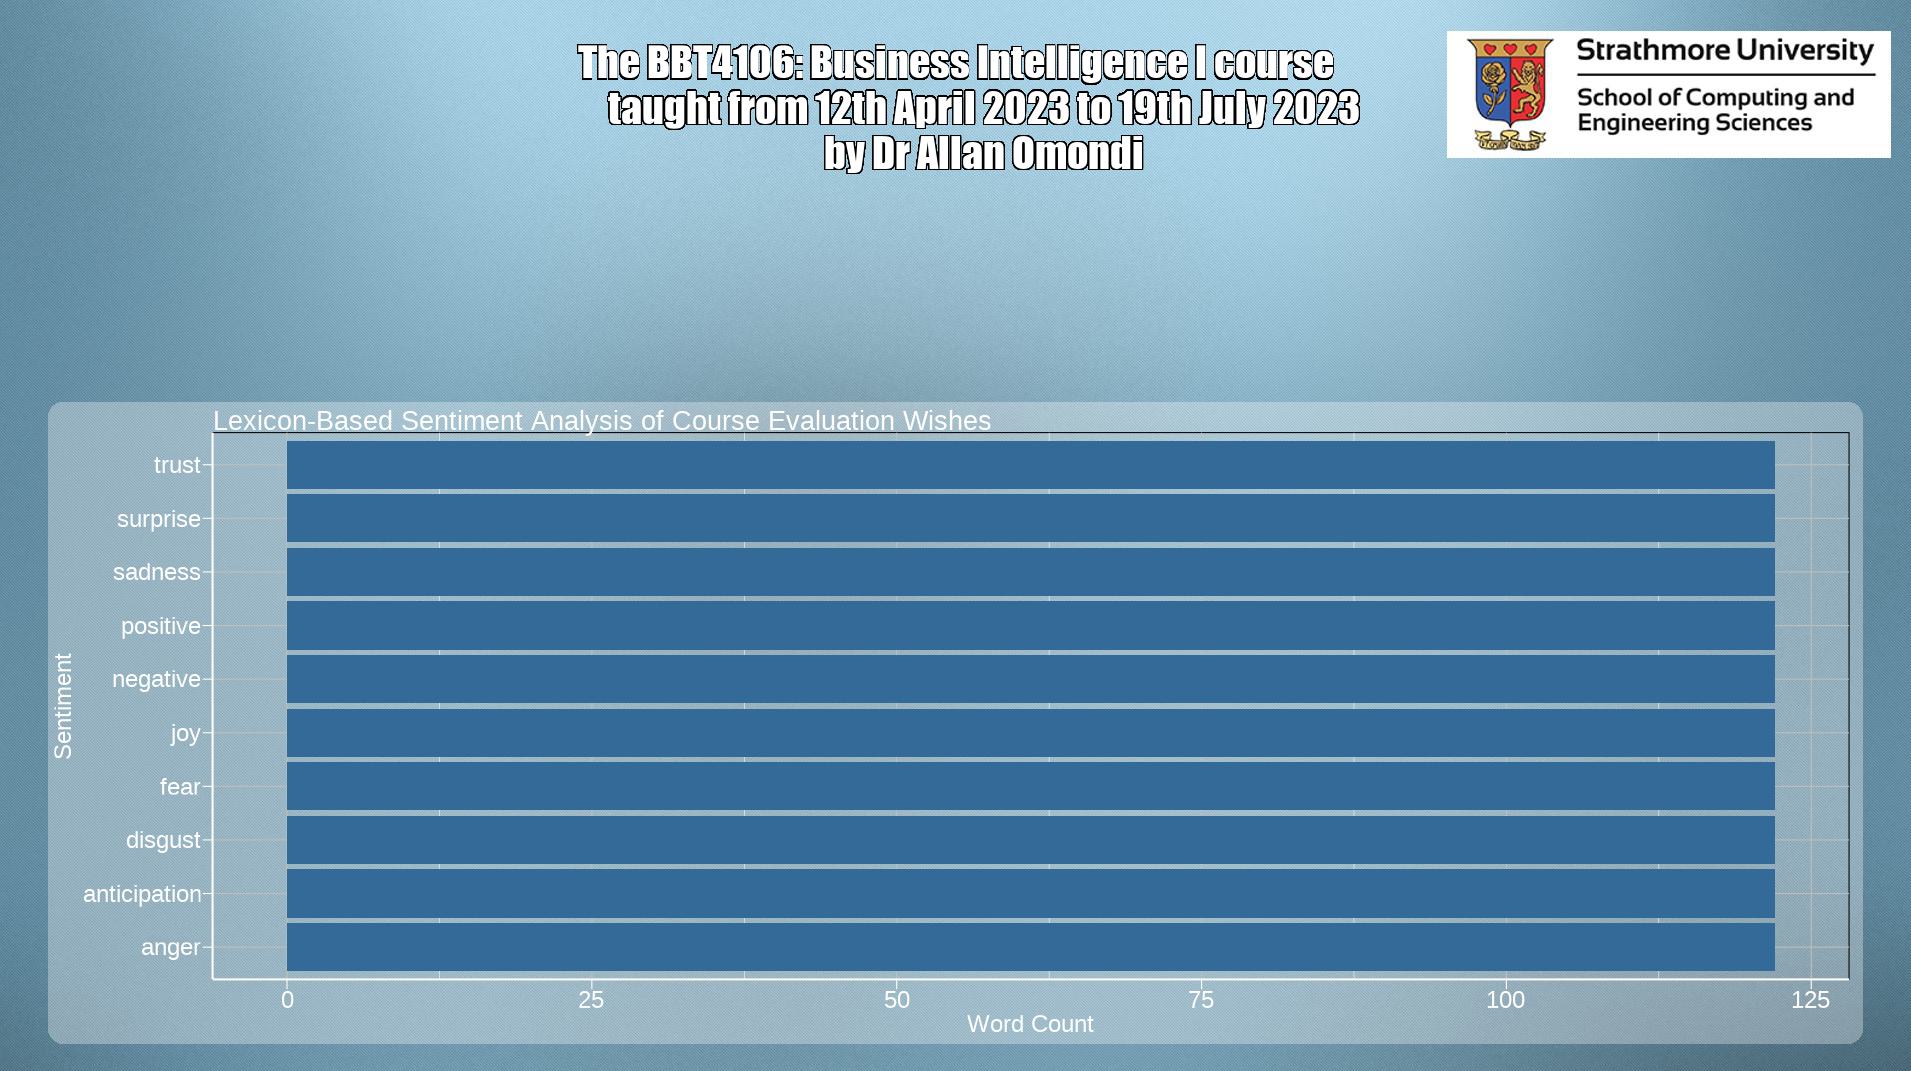 The BBT4106: Business Intelligence I course
taught from 12th April 2023 to 19th July 2023
by Dr Allan Omondi
Strathmore University
School of Computing and
Engineering Sciences
Lexicon-Based Sentiment Analysis of Course Evaluation Wishes
trust
surprise
sadness
positive
negative
joy
fear
disgust
anticipation
anger
Sentiment
0 25 50 75 100 125
Word Count